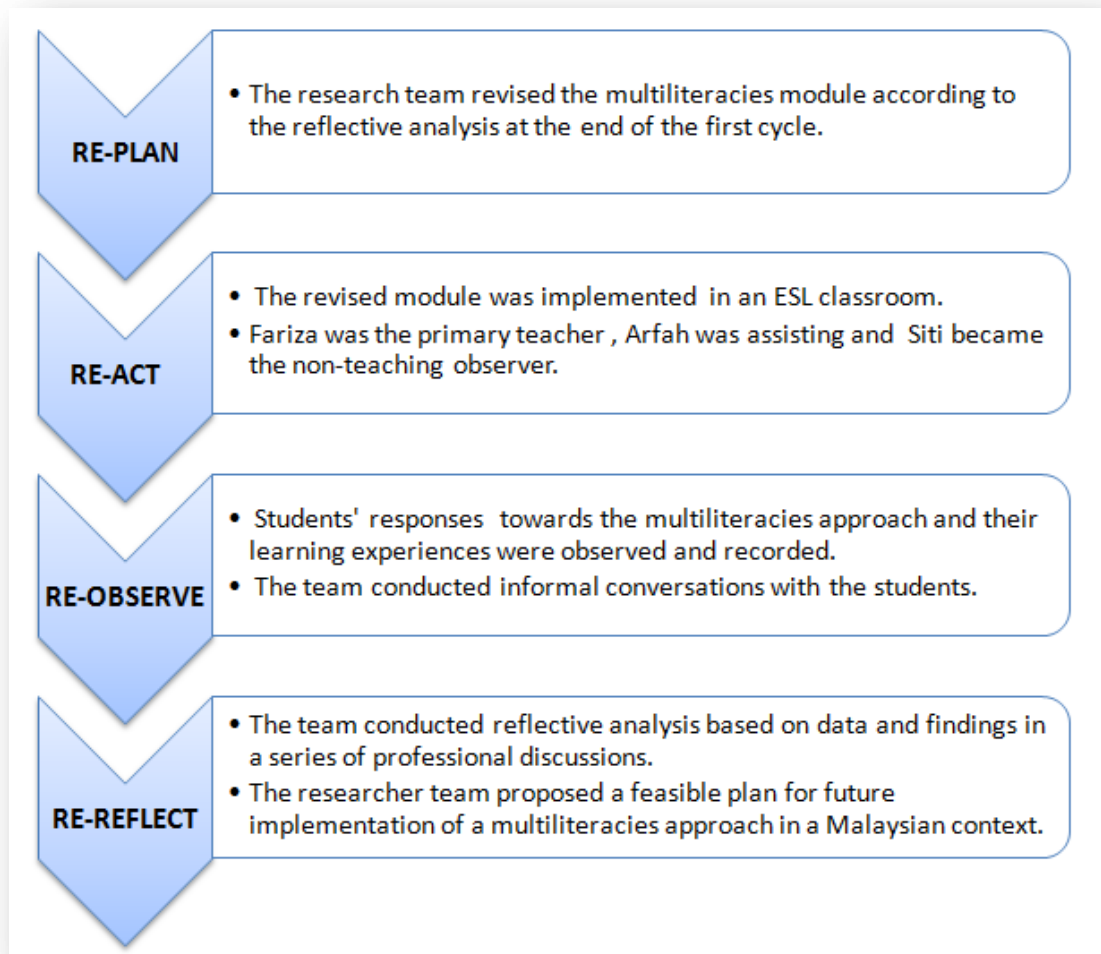 RE-PLAN
• The research team revised the multiliteracies module according to
the reflective analysis at the end of the first cycle.
RE-ACT
• The revised module was implemented in an ESL classroom.
• Fariza was the primary teacher , Arfah was assisting and Siti became
the non-teaching observer.
RE-OBSERVE
• Students' responses towards the multiliteracies approach and their
learning experiences were observed and recorded.
• The team conducted informal conversations with the students.
RE-REFLECT
• The team conducted reflective analysis based on data and findings in
a series of professional discussions.
• The researcher team proposed a feasible plan for future
implementation of a multiliteracies approach in a Malaysian context.